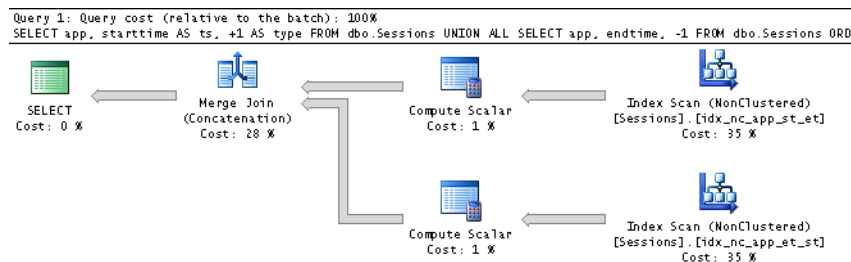 Query 1: Query cost (relative to the batch): 100%
SELECT app, starttime AS ts, +1 AS type FROM dbo.Sessions UNION ALL SELECT app, endtime, -1 FROM dbo.Sessions ORD
SELECT
Cost: 0 %
Merge Join
(Concatenation)
Cost: 28 %
Compute Scalar
Cost: 1 %
Index Scan (NonClustered)
[Sessions].[idx_nc_app_st_et]
Cost: 35 %
Compute Scalar
Cost: 1 %
Index Scan (NonClustered)
[Sessions].[idx_nc_app_et_st]
Cost: 35 %